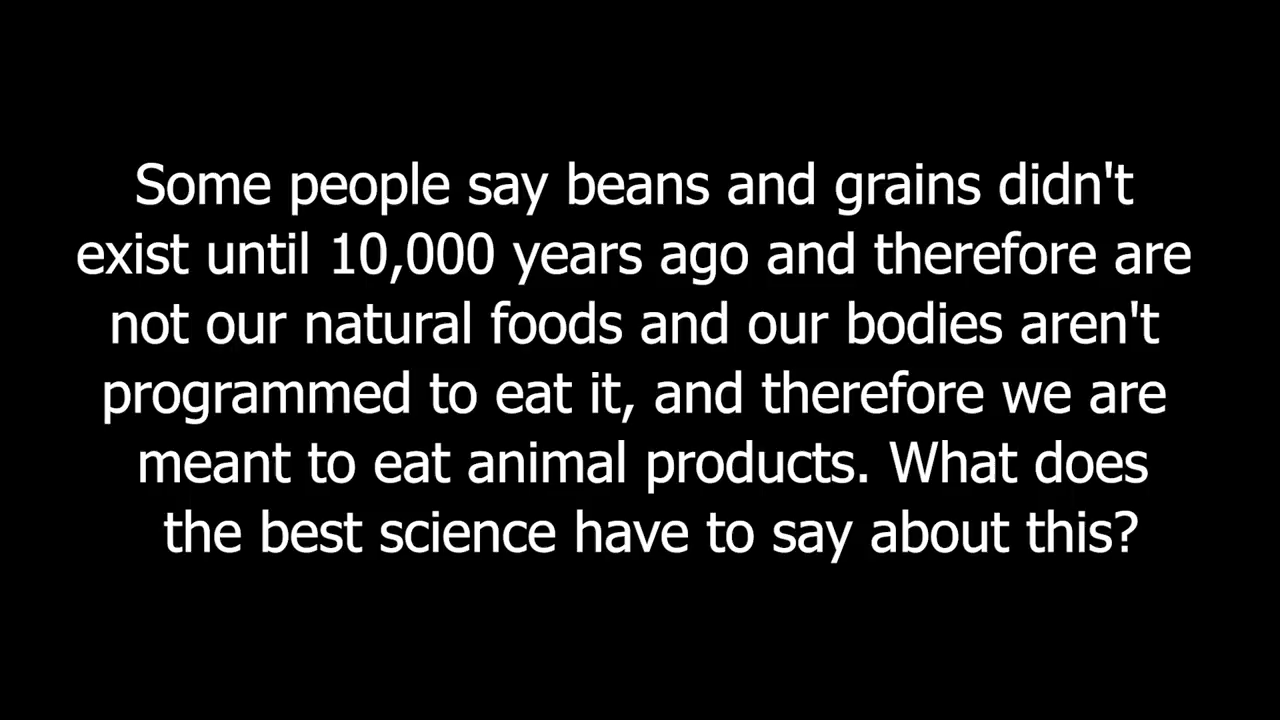 Some people say beans and grains didn't
exist until 10,000 years ago and therefore are
not our natural foods and our bodies aren't
programmed to eat it, and therefore we are
meant to eat animal products. What does
the best science have to say about this?